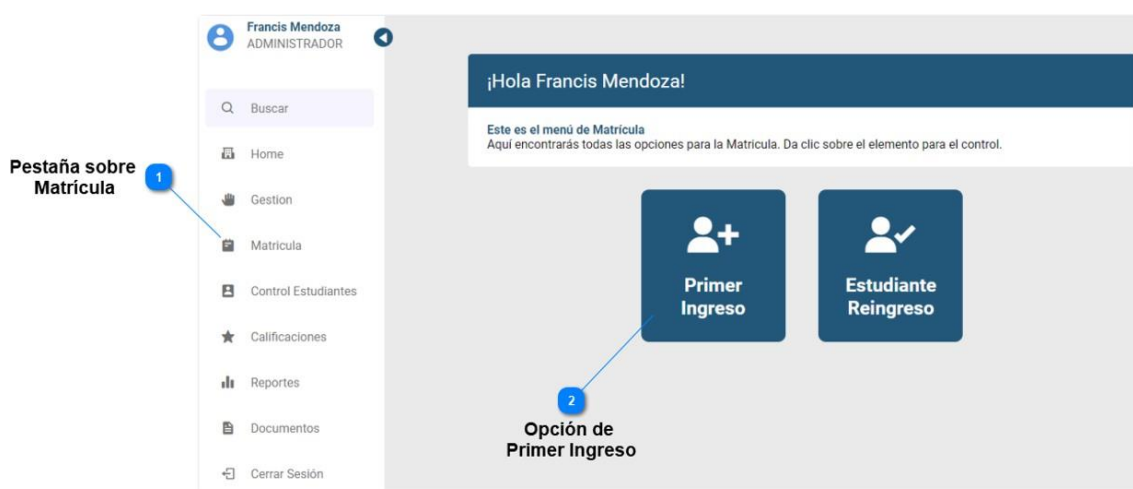 Francis Mendoza
ADMINISTRADOR
Buscar
Home
Gestion
Matricula
Control Estudiantes
Calificaciones
Reportes
Documentos
Cerrar Sesión
Pestaña sobre
Matrícula
1
¡Hola Francis Mendoza!
Este es el menú de Matrícula
Aquí encontrarás todas las opciones para la Matricula. Da clic sobre el elemento para el control.
Primer
Ingreso
Estudiante
Reingreso
2
Opción de
Primer Ingreso